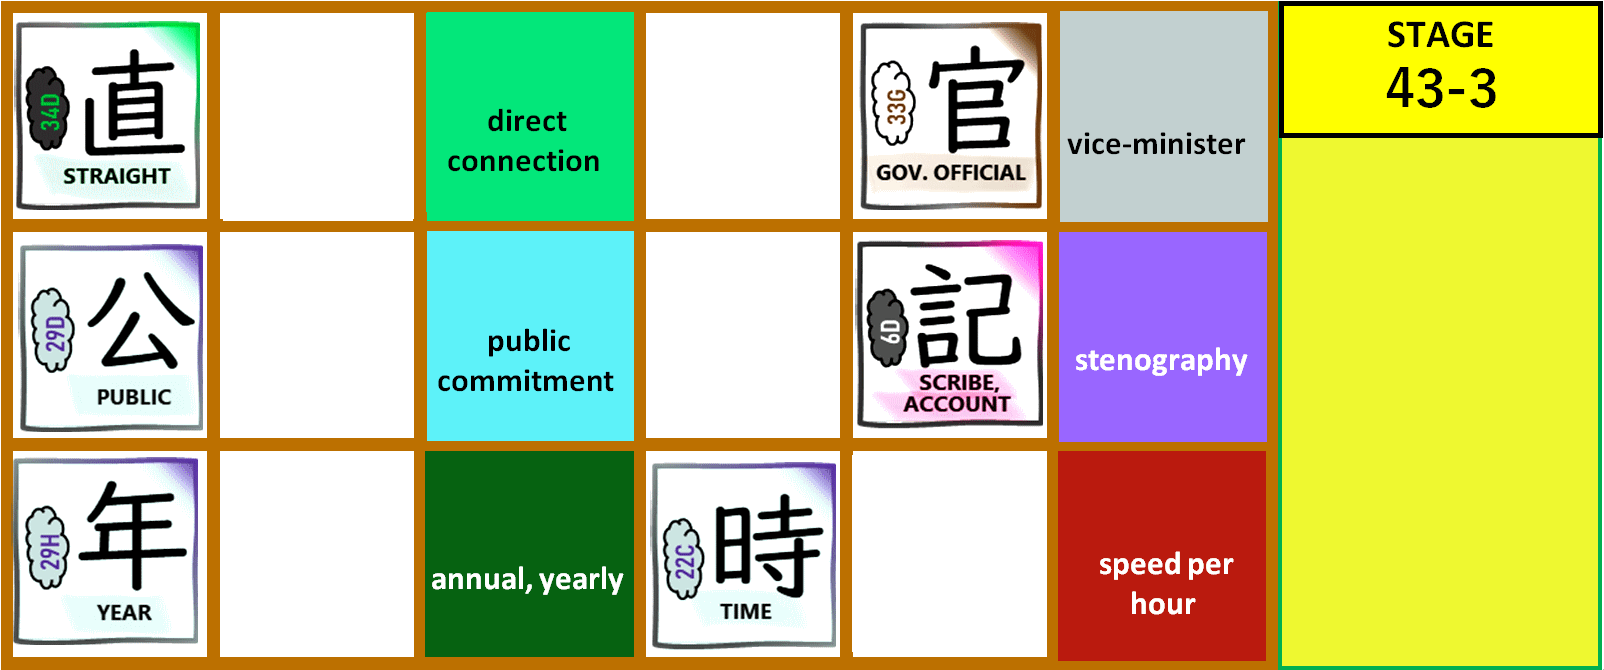 34D
直
STRAIGHT
direct
connection
33G
官
GOV. OFFICIAL
vice-minister
STAGE
43-3
29D
公
PUBLIC
public
commitment
6D
記
SCRIBE,
ACCOUNT
stenography
29H
年
YEAR
annual, yearly
22C
時
TIME
speed per
hour